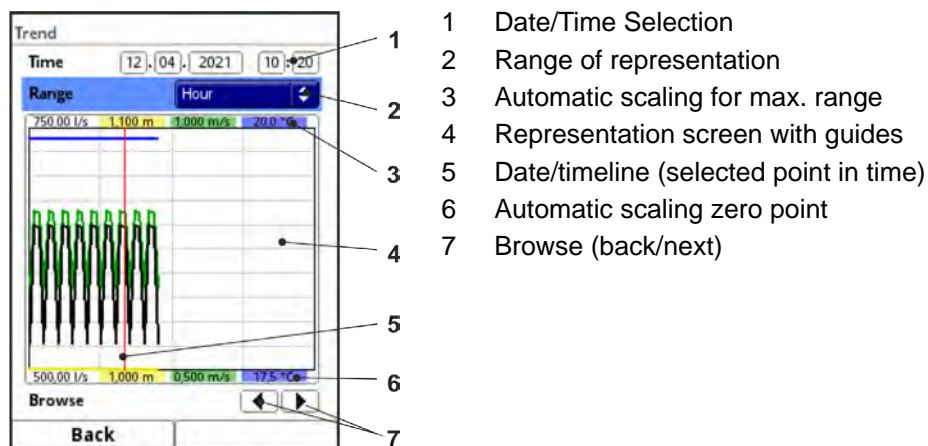 Trend
Time 12 . 04 . 2021 10 : 20
Range Hour
750,00 l/s 1,100 m 1,000 m/s 20,0 °C
500,00 l/s 1,000 m 0,500 m/s 17,5 °C
Browse
Back
1
2
3
4
5
6
7
1 Date/Time Selection
2 Range of representation
3 Automatic scaling for max. range
4 Representation screen with guides
5 Date/timeline (selected point in time)
6 Automatic scaling zero point
7 Browse (back/next)